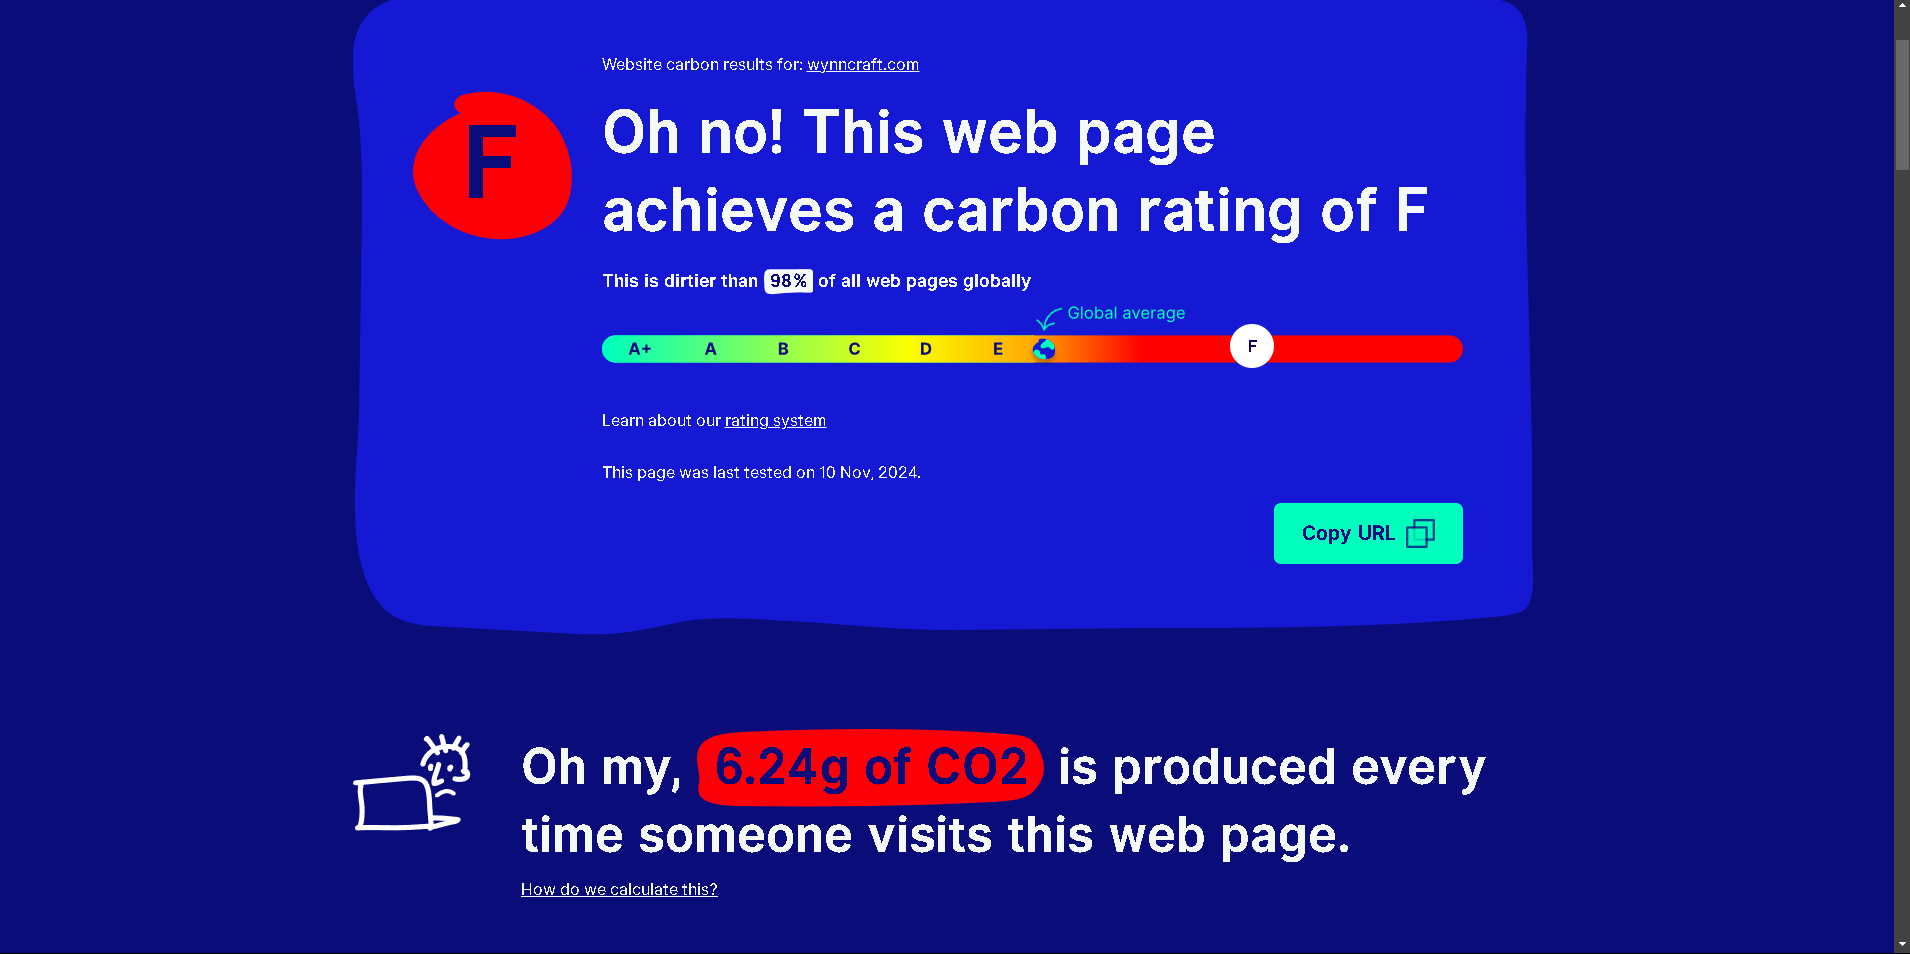 Website carbon results for: wynncraft.com
F
Oh no! This web page
achieves a carbon rating of F
This is dirtier than 98% of all web pages globally
Global average
A+ A B C D E F
Learn about our rating system
This page was last tested on 10 Nov, 2024.
Copy URL
Oh my, 6.24g of CO2 is produced every
time someone visits this web page.
How do we calculate this?